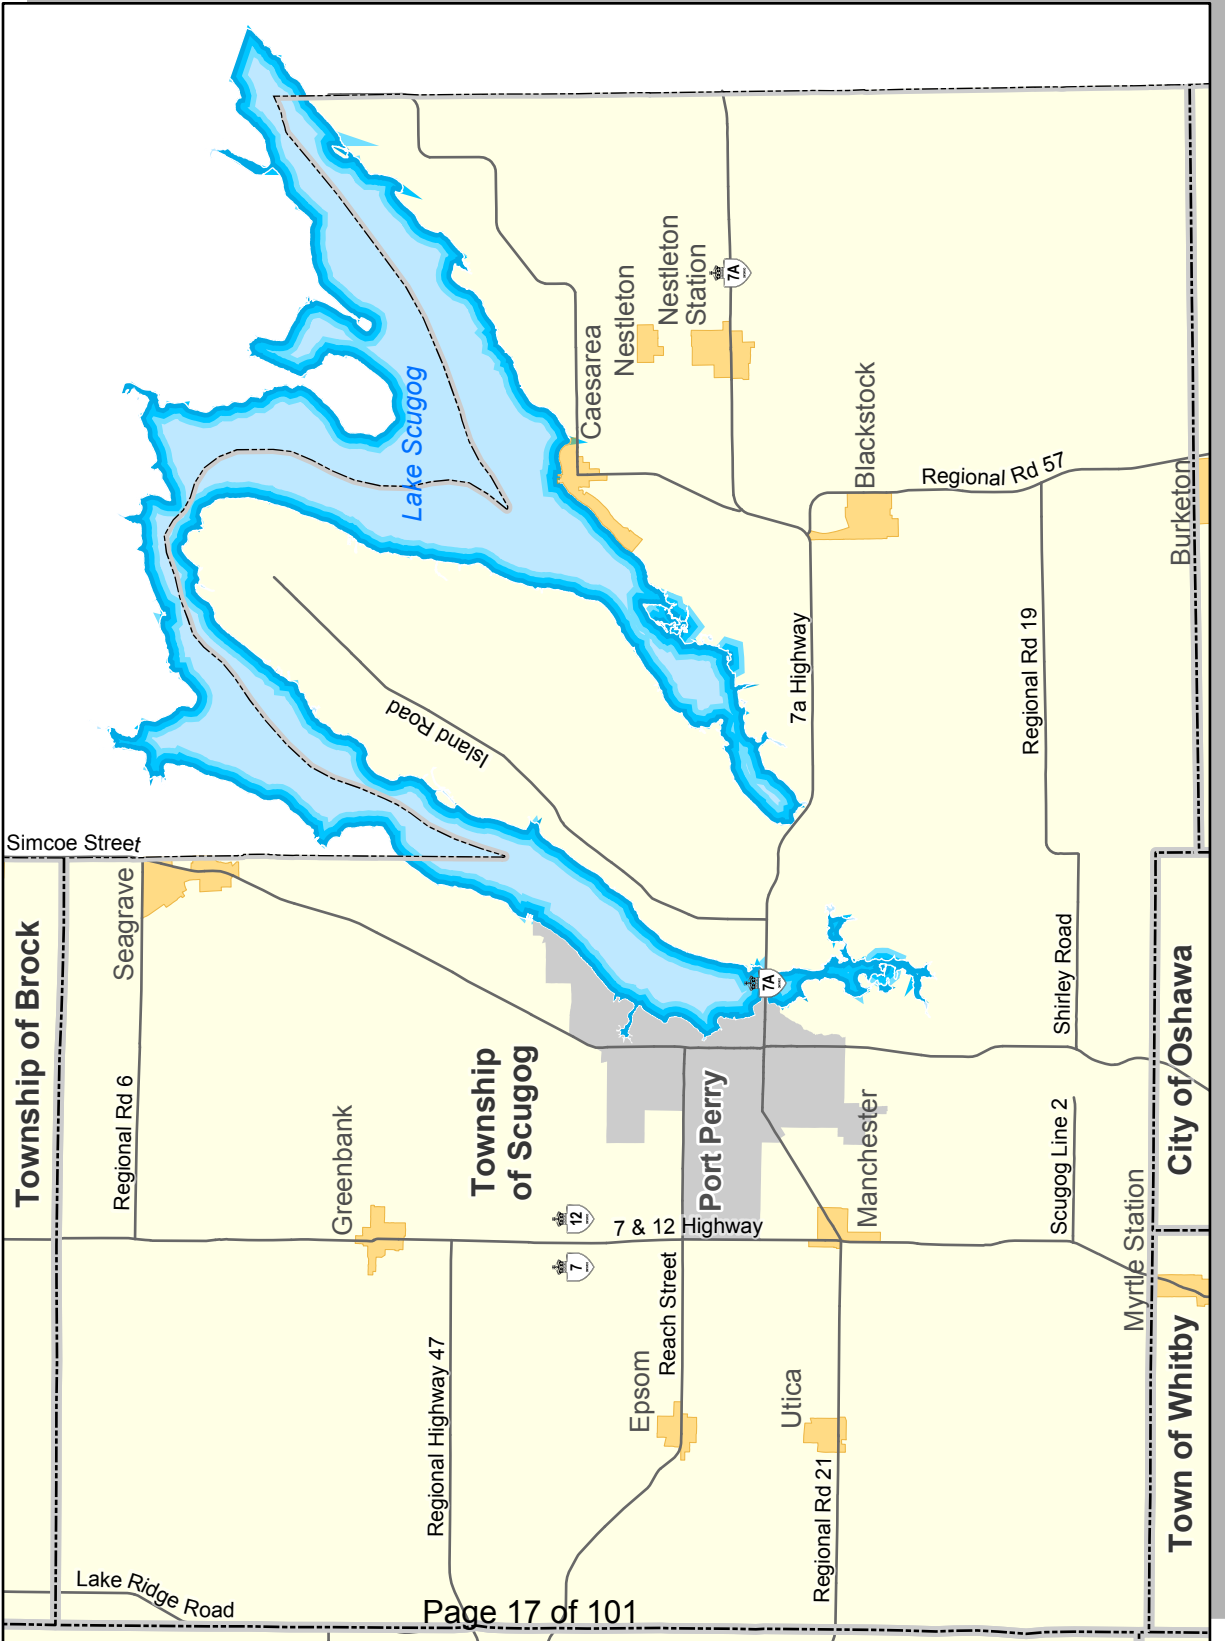 Lake Scugog
Caesarea
Nestleton
Nestleton
Station
7A
Blackstock
Regional Rd 57
Burketon
Island Road
7a Highway
Regional Rd 19
Simcoe Street
Seagrave
Township of Brock
Regional Rd 6
Greenbank
Township
of Scugog
7A
Port Perry
Manchester
Shirley Road
City of Oshawa
Scugog Line 2
12
7
7 & 12 Highway
Reach Street
Myrtle Station
Regional Highway 47
Epsom
Utica
Regional Rd 21
Town of Whitby
Lake Ridge Road
Page 17 of 101